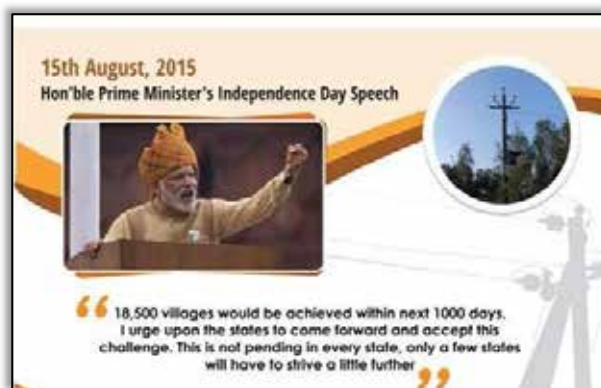 15th August, 2015
Hon'ble Prime Minister's Independence Day Speech
“ 18,500 villages would be achieved within next 1000 days.
I urge upon the states to come forward and accept this
challenge. This is not pending in every state, only a few states
will have to strive a little further ”